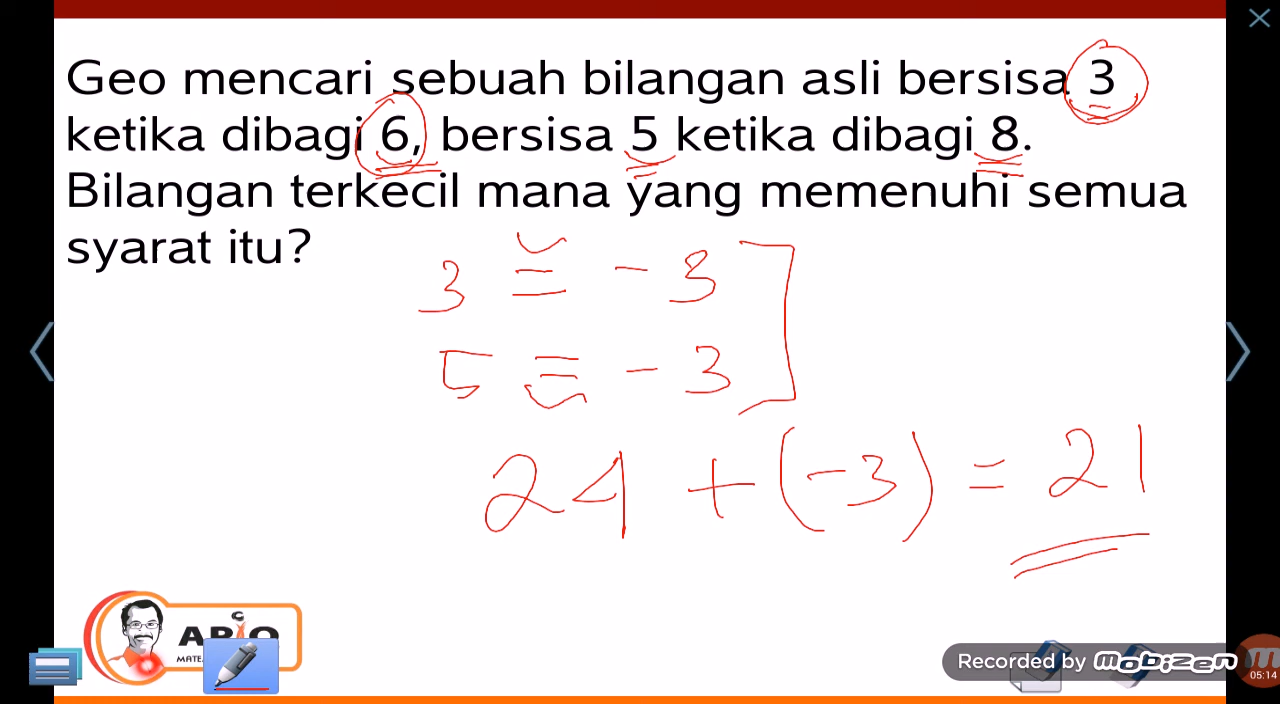 Geo mencari sebuah bilangan asli bersisa 3
ketika dibagi 6, bersisa 5 ketika dibagi 8.
Bilangan terkecil mana yang memenuhi semua
syarat itu?
3 ≡ -3
5 ≡ -3
24 + (-3) = 21
Recorded by Mobizen
05:14